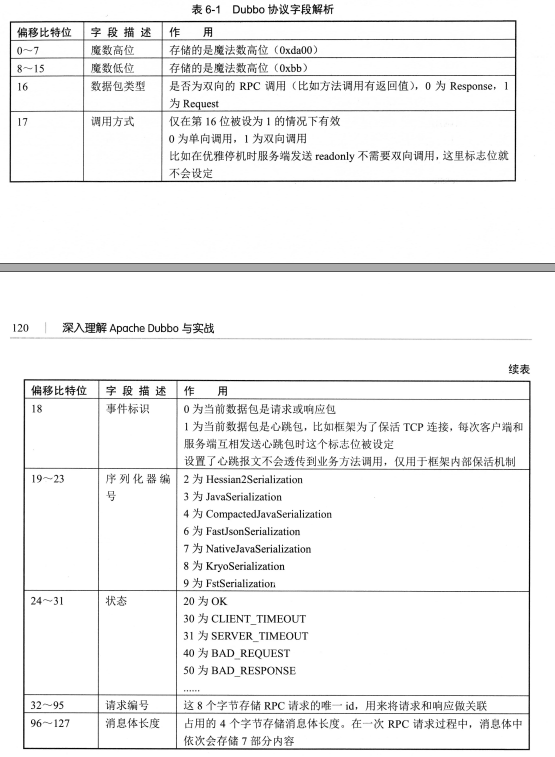 表 6-1 Dubbo 协议字段解析
偏移比特位 字 段 描 述 作 用
0～7 魔数高位 存储的是魔法数高位（0xda00）
8～15 魔数低位 存储的是魔法数高位（0xbb）
16 数据包类型 是否为双向的 RPC 调用（比如方法调用有返回值），0 为 Response，1
为 Request
17 调用方式 仅在第 16 位被设为 1 的情况下有效
0 为单向调用，1 为双向调用
比如在优雅停机时服务端发送 readonly 不需要双向调用，这里标志位就
不会设定
120 | 深入理解 Apache Dubbo 与实战
续表
偏移比特位 字 段 描 述 作 用
18 事件标识 0 为当前数据包是请求或响应包
1 为当前数据包是心跳包，比如框架为了保活 TCP 连接，每次客户端和
服务端互相发送心跳包时这个标志位被设定
设置了心跳报文不会透传到业务方法调用，仅用于框架内部保活机制
19～23 序 列 化 器 编 2 为 Hessian2Serialization
号 3 为 JavaSerialization
4 为 CompactedJavaSerialization
6 为 FastJsonSerialization
7 为 NativeJavaSerialization
8 为 KryoSerialization
9 为 FstSerialization
24～31 状态 20 为 OK
30 为 CLIENT_TIMEOUT
31 为 SERVER_TIMEOUT
40 为 BAD_REQUEST
50 为 BAD_RESPONSE
......
32～95 请求编号 这 8 个字节存储 RPC 请求的唯一 id，用来将请求和响应做关联
96～127 消息体长度 占用的 4 个字节存储消息体长度。在一次 RPC 请求过程中，消息体中
依次会存储 7 部分内容